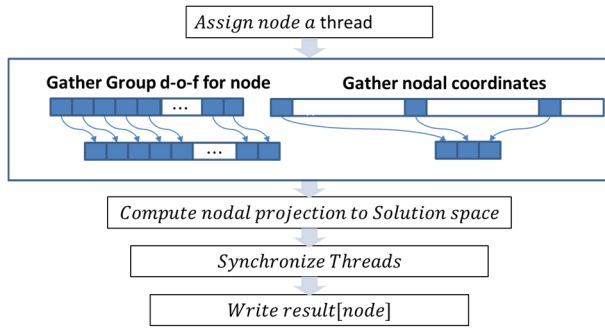 Assign node a thread
Gather Group d-o-f for node
Gather nodal coordinates
...
...
Compute nodal projection to Solution space
Synchronize Threads
Write result[node]